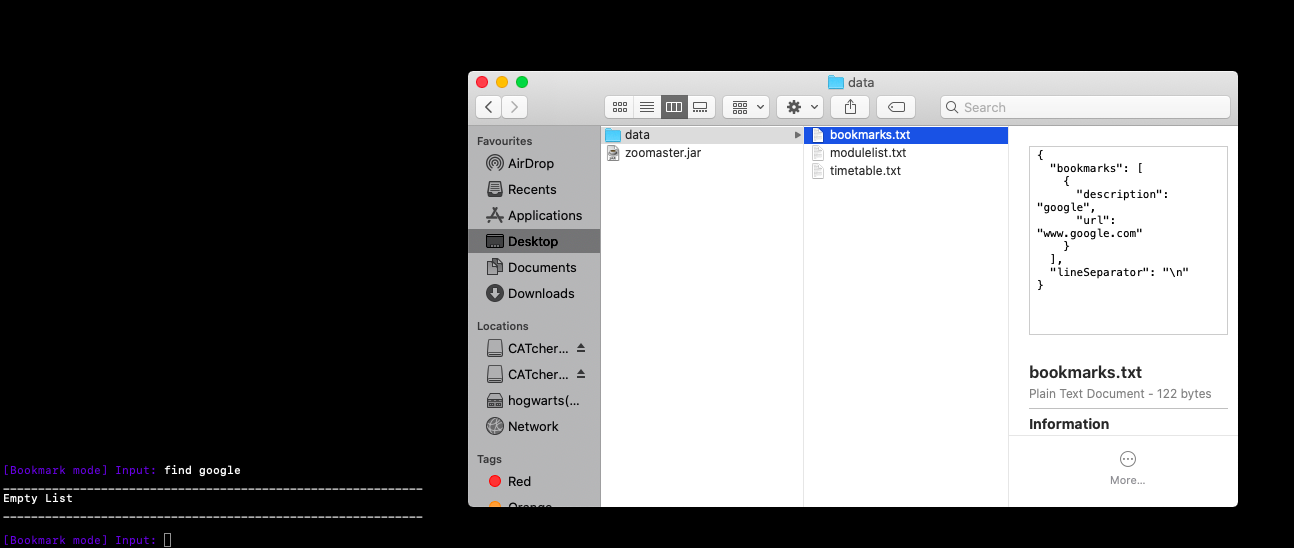 data
Search
Favourites
AirDrop
Recents
Applications
Desktop
Documents
Downloads
Locations
CATcher...
CATcher...
hogwarts(...
Network
Tags
Red
Orange
data
zoomaster.jar
bookmarks.txt
modulelist.txt
timetable.txt
{
"bookmarks": [
{
"description":
"google",
"url":
"www.google.com"
}
],
"lineSeparator": "\n"
}
bookmarks.txt
Plain Text Document - 122 bytes
Information
More...
[Bookmark mode] Input: find google
Empty List
[Bookmark mode] Input: